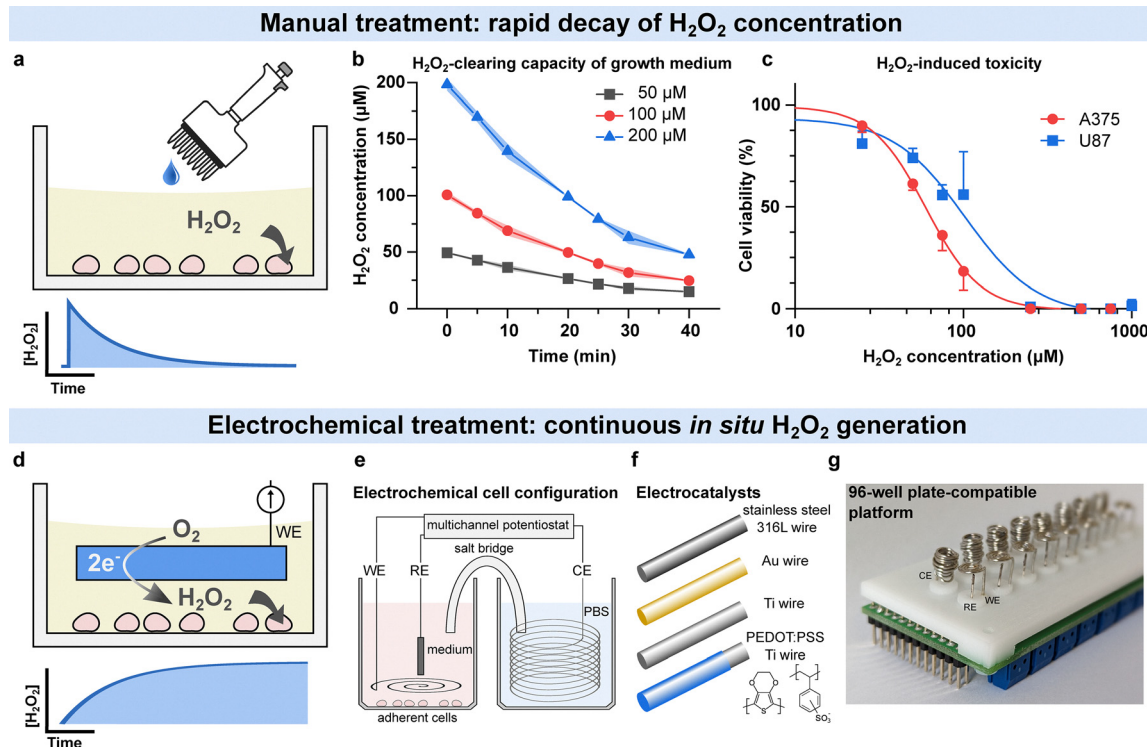 Manual treatment: rapid decay of H₂O₂ concentration
a
H₂O₂
[H₂O₂]
Time
b
H₂O₂-clearing capacity of growth medium
200
150
100
50
0
H₂O₂ concentration (µM)
50 µM
100 µM
200 µM
0
10
20
30
40
Time (min)
c
H₂O₂-induced toxicity
100
50
0
Cell viability (%)
A375
U87
10
100
1000
H₂O₂ concentration (µM)
Electrochemical treatment: continuous in situ H₂O₂ generation
d
WE
O₂
2e⁻
H₂O₂
[H₂O₂]
Time
e
Electrochemical cell configuration
multichannel potentiostat
salt bridge
WE
RE
CE
PBS
medium
adherent cells
f
Electrocatalysts
stainless steel
316L wire
Au wire
Ti wire
PEDOT:PSS
Ti wire
O
O
S
SO₃⁻
g
96-well plate-compatible
platform
CE
RE
WE